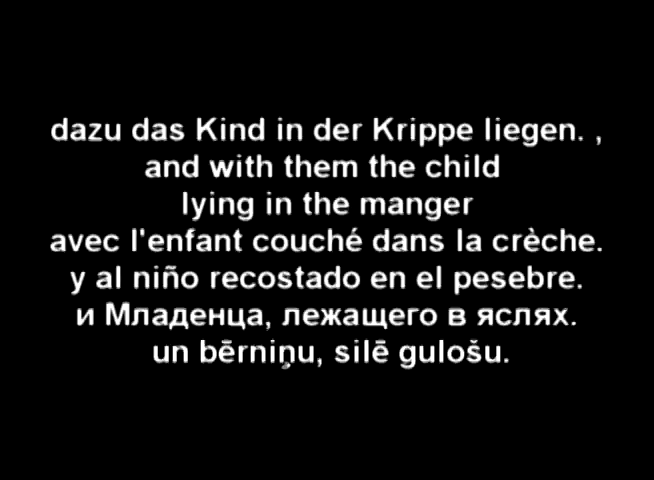 dazu das Kind in der Krippe liegen. ,
and with them the child
lying in the manger
avec l'enfant couché dans la crèche.
y al niño recostado en el pesebre.
и Младенца, лежащего в яслях.
un bērniņu, silē gulošu.